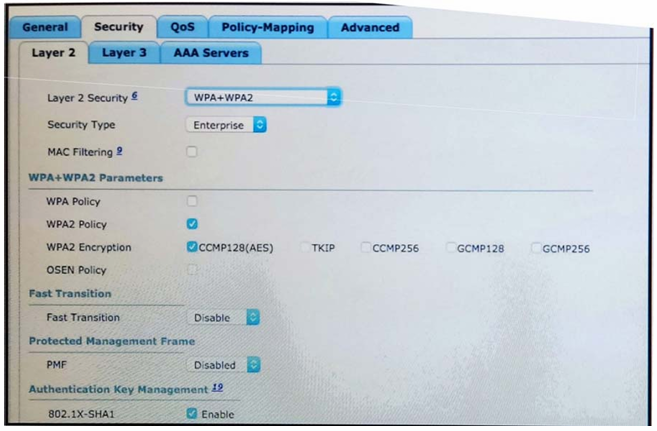 General Security QoS Policy-Mapping Advanced
Layer 2 Layer 3 AAA Servers
Layer 2 Security 6 WPA+WPA2
Security Type Enterprise
MAC Filtering 9
WPA+WPA2 Parameters
WPA Policy
WPA2 Policy
WPA2 Encryption CCMP128(AES) TKIP CCMP256 GCMP128 GCMP256
OSEN Policy
Fast Transition
Fast Transition Disable
Protected Management Frame
PMF Disabled
Authentication Key Management 19
802.1X-SHA1 Enable